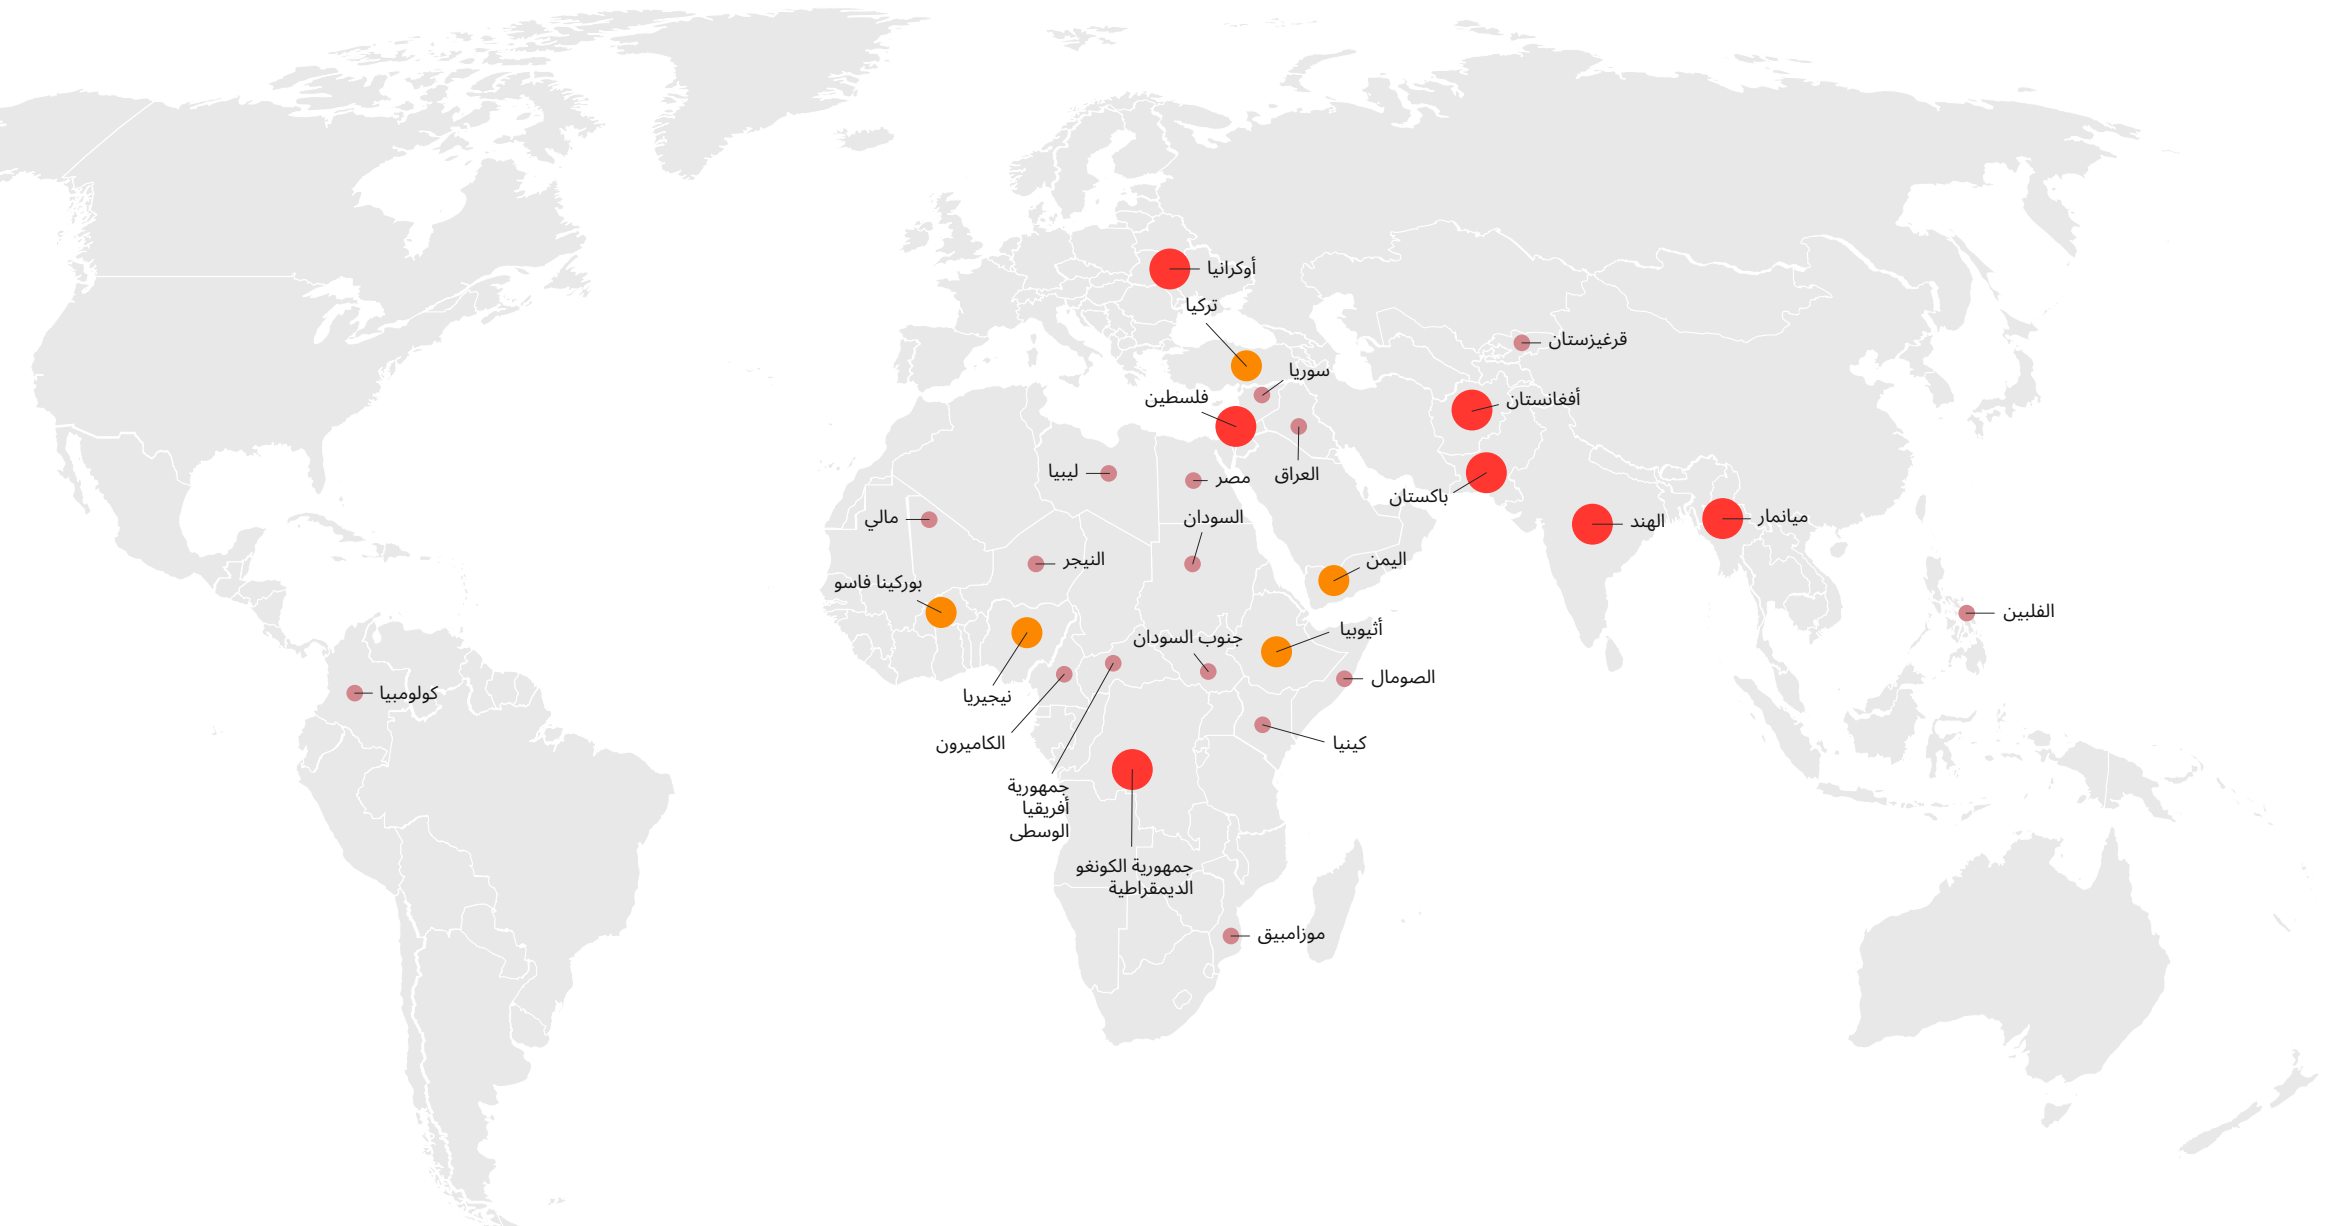 أوكرانيا
تركيا
قرغيزستان
سوريا
فلسطين
أفغانستان
ليبيا
مصر
العراق
باكستان
مالي
السودان
الهند
ميانمار
النيجر
اليمن
بوركينا فاسو
الفلبين
أثيوبيا
جنوب السودان
الصومال
كولومبيا
نيجيريا
الكاميرون
كينيا
جمهورية
أفريقيا
الوسطى
جمهورية الكونغو
الديمقراطية
موزامبيق